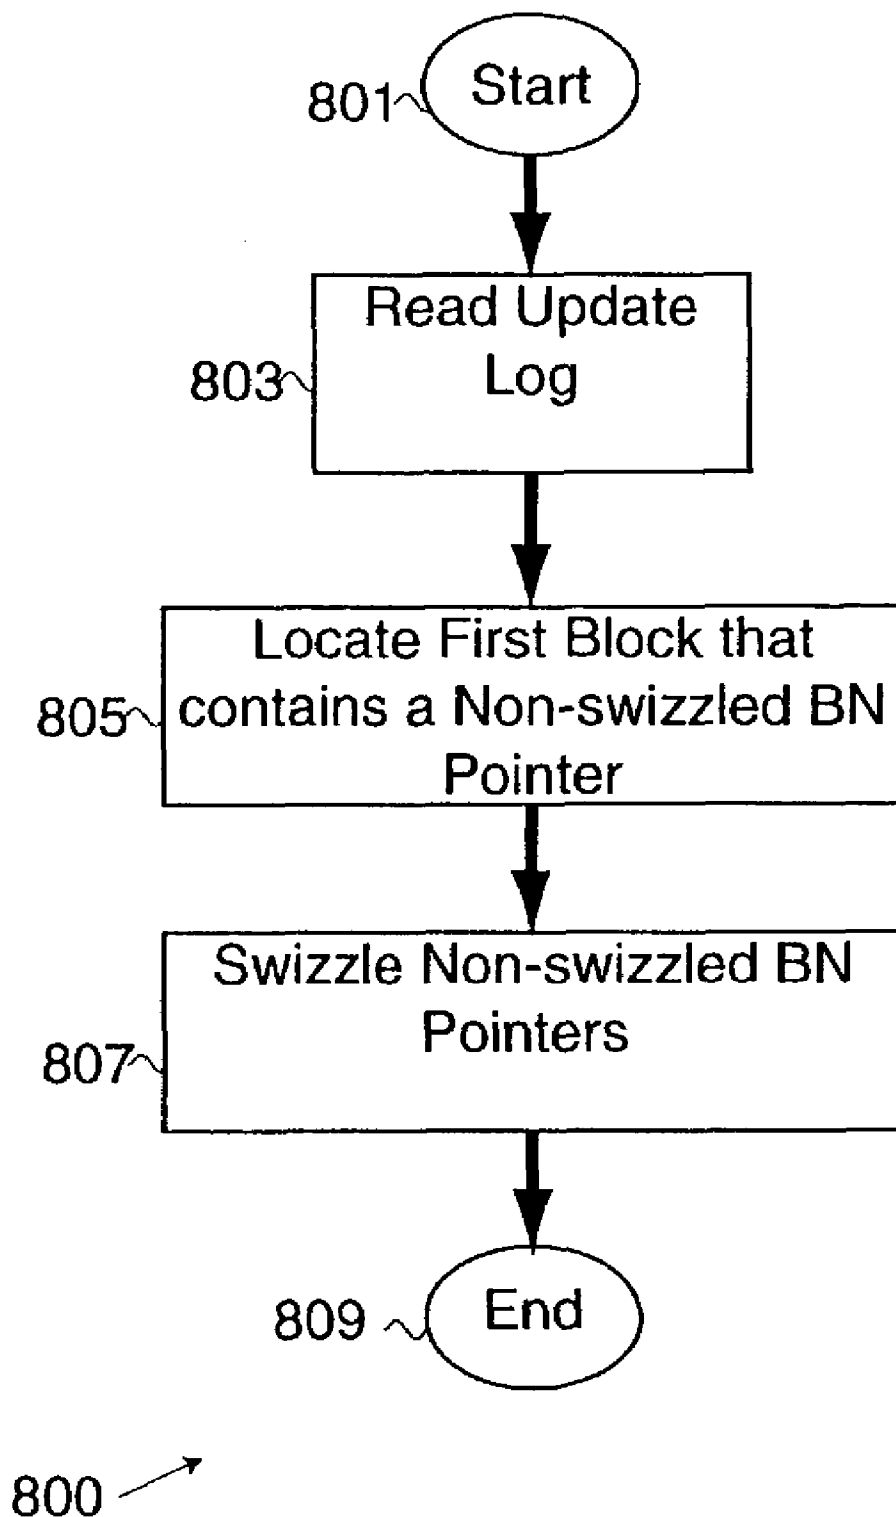 801
Start
803
Read Update
Log
805
Locate First Block that
contains a Non-swizzled BN
Pointer
807
Swizzle Non-swizzled BN
Pointers
809
End
800